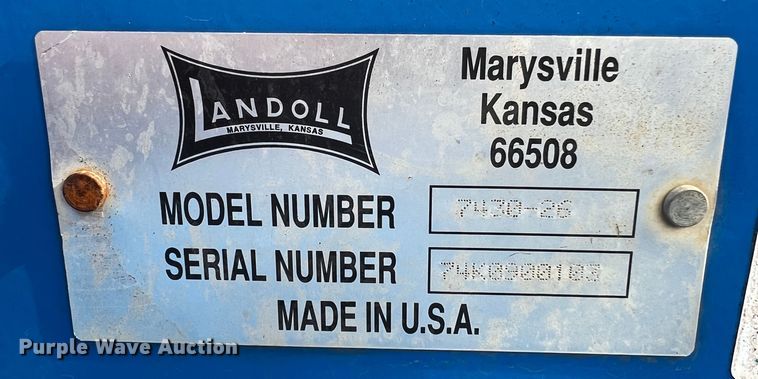 LANDOLL
MARYSVILLE, KANSAS
Marysville
Kansas
66508
MODEL NUMBER 7430-26
SERIAL NUMBER 74K0900103
MADE IN U.S.A.
Purple Wave Auction